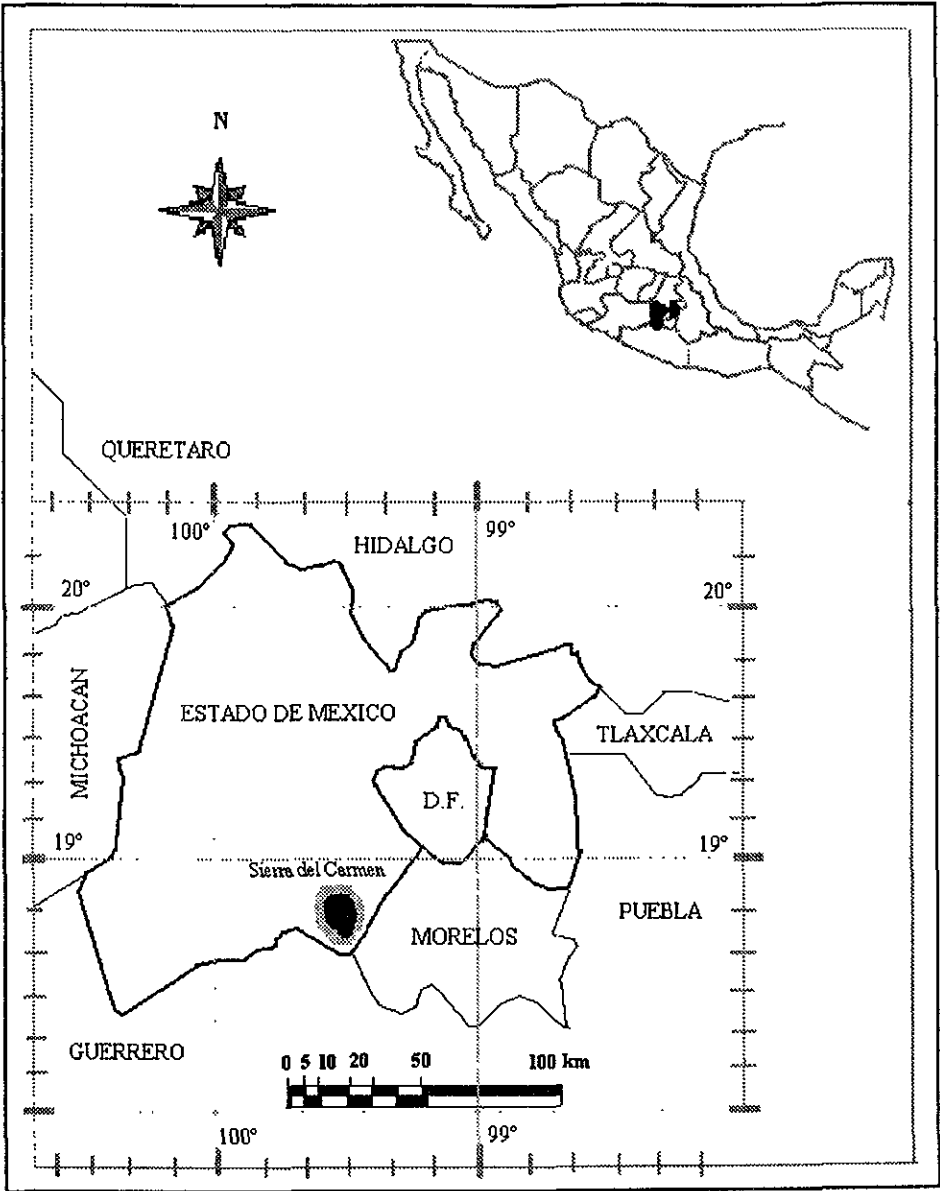 N
QUERETARO
100°
99°
HIDALGO
20°
20°
MICHOACAN
ESTADO DE MEXICO
TLAXCALA
D.F.
19°
19°
Sierra del Carmen
PUEBLA
MORELOS
GUERRERO
0 5 10 20 50 100 km
100°
99°